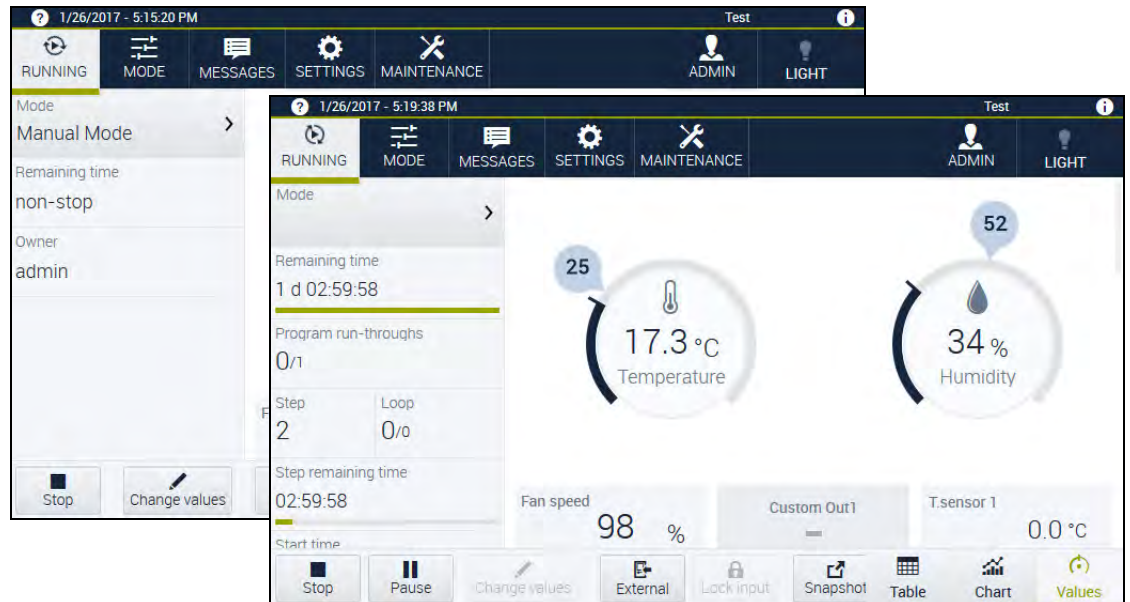 1/26/2017 - 5:15:20 PM Test
RUNNING MODE MESSAGES SETTINGS MAINTENANCE ADMIN LIGHT
Mode
Manual Mode
Remaining time
non-stop
Owner
admin
Stop Change values
1/26/2017 - 5:19:38 PM Test
RUNNING MODE MESSAGES SETTINGS MAINTENANCE ADMIN LIGHT
Mode
Remaining time
1 d 02:59:58
Program run-throughs
0/1
Step Loop
2 0/0
Step remaining time
02:59:58
Start time
25
17.3 °C
Temperature
52
34 %
Humidity
Fan speed
98 %
Custom Out1
T.sensor 1
0.0 °C
Stop Pause Change values External Lock input Snapshot Table Chart Values